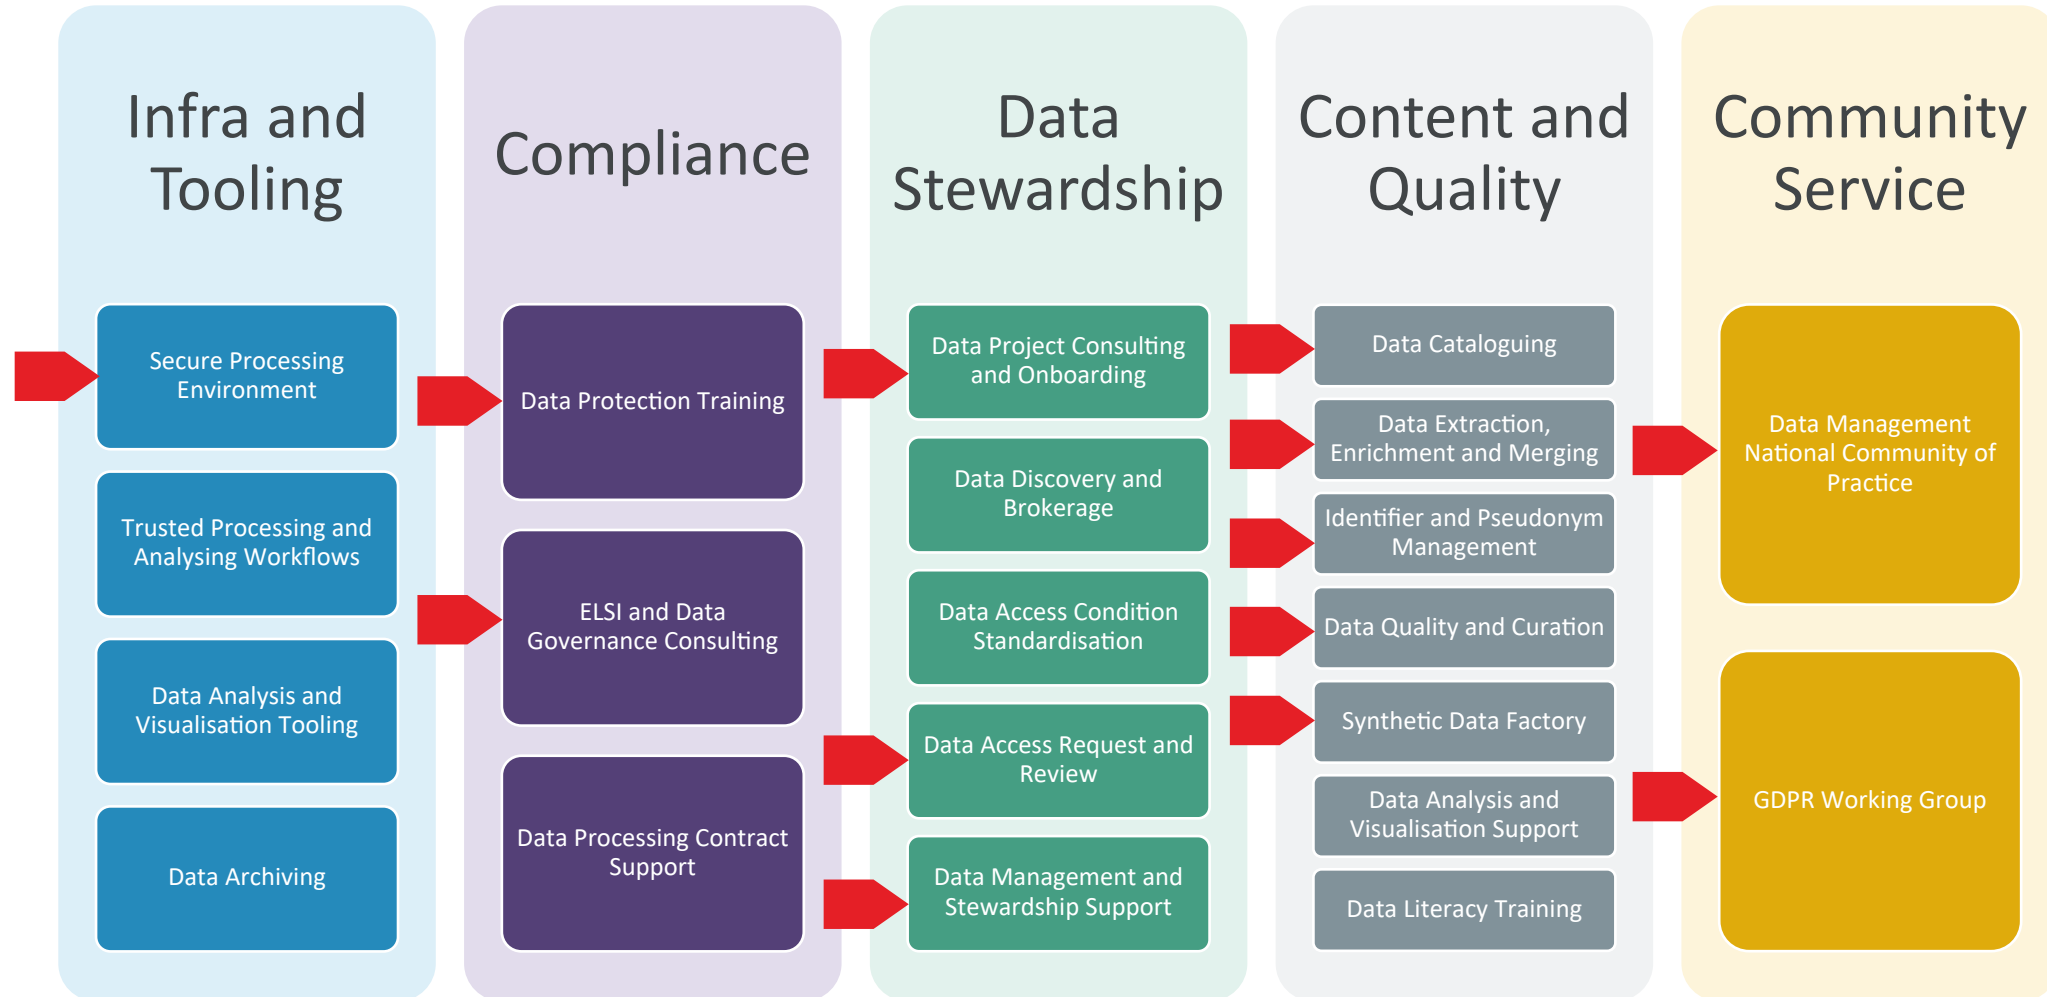 Infra and
Tooling
Secure Processing
Environment
Trusted Processing and
Analysing Workflows
Data Analysis and
Visualisation Tooling
Data Archiving
Compliance
Data Protection Training
ELSI and Data
Governance Consulting
Data Processing Contract
Support
Data
Stewardship
Data Project Consulting
and Onboarding
Data Discovery and
Brokerage
Data Access Condition
Standardisation
Data Access Request and
Review
Data Management and
Stewardship Support
Content and
Quality
Data Cataloguing
Data Extraction,
Enrichment and Merging
Identifier and Pseudonym
Management
Data Quality and Curation
Synthetic Data Factory
Data Analysis and
Visualisation Support
Data Literacy Training
Community
Service
Data Management
National Community of
Practice
GDPR Working Group